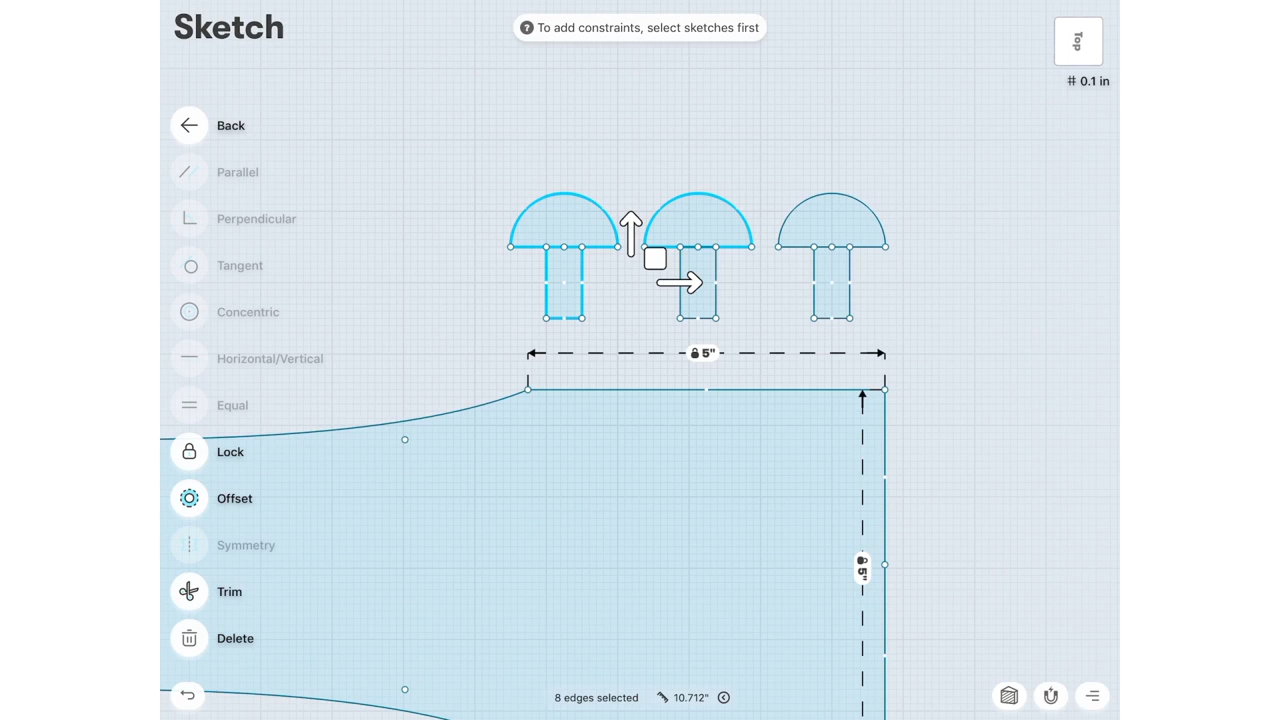 Sketch
To add constraints, select sketches first
Top
0.1 in
Back
Parallel
Perpendicular
Tangent
Concentric
Horizontal/Vertical
Equal
Lock
Offset
Symmetry
Trim
Delete
5"
5"
8 edges selected
10.712"